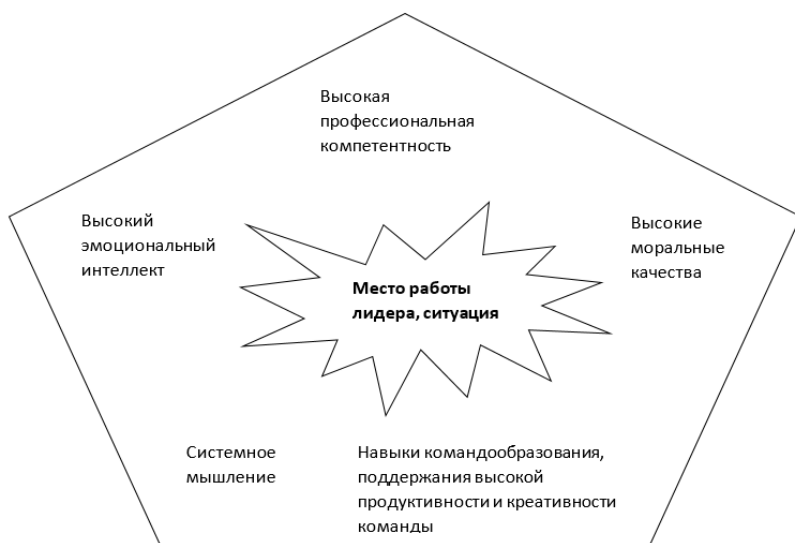 Высокая
профессиональная
компетентность
Высокий
эмоциональный
интеллект
Высокие
моральные
качества
Место работы
лидера, ситуация
Системное
мышление
Навыки командообразования,
поддержания высокой
продуктивности и креативности
команды